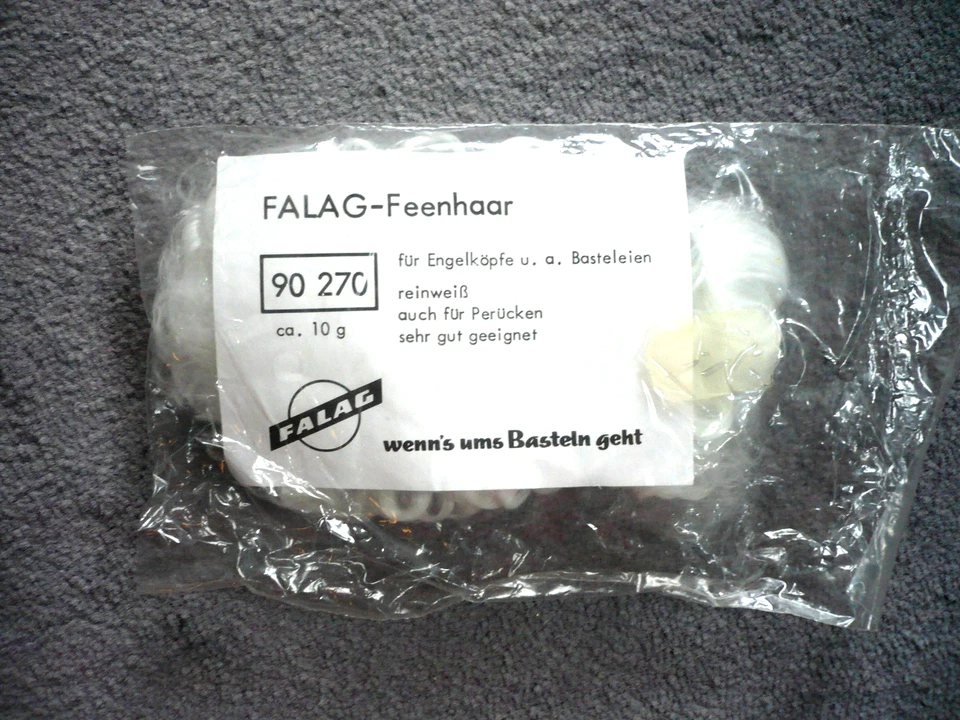 FALAG-Feenhaar
90 270
ca. 10 g
für Engelköpfe u. a. Basteleien
reinweiß
auch für Perücken
sehr gut geeignet
FALAG
wenn's ums Basteln geht